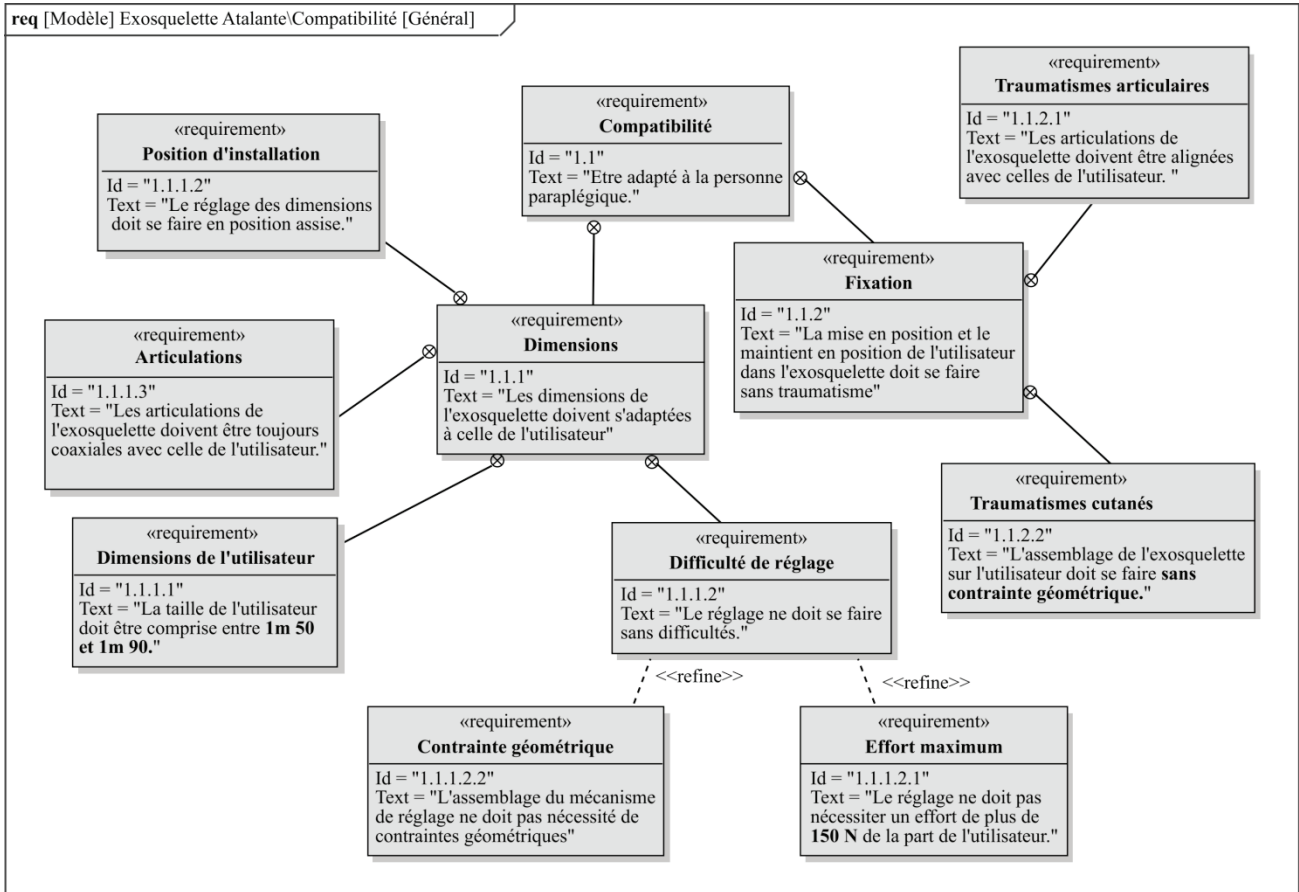 req [Modèle] Exosquelette Atalante\Compatibilité [Général]
«requirement»
Traumatismes articulaires
Id = "1.1.2.1"
Text = "Les articulations de
l'exosquelette doivent être alignées
avec celles de l'utilisateur. "
«requirement»
Compatibilité
Id = "1.1"
Text = "Etre adapté à la personne
paraplégique."
«requirement»
Position d'installation
Id = "1.1.1.2"
Text = "Le réglage des dimensions
doit se faire en position assise."
«requirement»
Fixation
Id = "1.1.2"
Text = "La mise en position et le
maintient en position de l'utilisateur
dans l'exosquelette doit se faire
sans traumatisme"
«requirement»
Dimensions
Id = "1.1.1"
Text = "Les dimensions de
l'exosquelette doivent s'adaptées
à celle de l'utilisateur"
«requirement»
Articulations
Id = "1.1.1.3"
Text = "Les articulations de
l'exosquelette doivent être toujours
coaxiales avec celle de l'utilisateur."
«requirement»
Traumatismes cutanés
Id = "1.1.2.2"
Text = "L'assemblage de l'exosquelette
sur l'utilisateur doit se faire sans
contrainte géométrique."
«requirement»
Dimensions de l'utilisateur
Id = "1.1.1.1"
Text = "La taille de l'utilisateur
doit être comprise entre 1m 50
et 1m 90."
«requirement»
Difficulté de réglage
Id = "1.1.1.2"
Text = "Le réglage ne doit se faire
sans difficultés."
<<refine>>
<<refine>>
«requirement»
Contrainte géométrique
Id = "1.1.1.2.2"
Text = "L'assemblage du mécanisme
de réglage ne doit pas nécessité de
contraintes géométriques"
«requirement»
Effort maximum
Id = "1.1.1.2.1"
Text = "Le réglage ne doit pas
nécessiter un effort de plus de
150 N de la part de l'utilisateur."